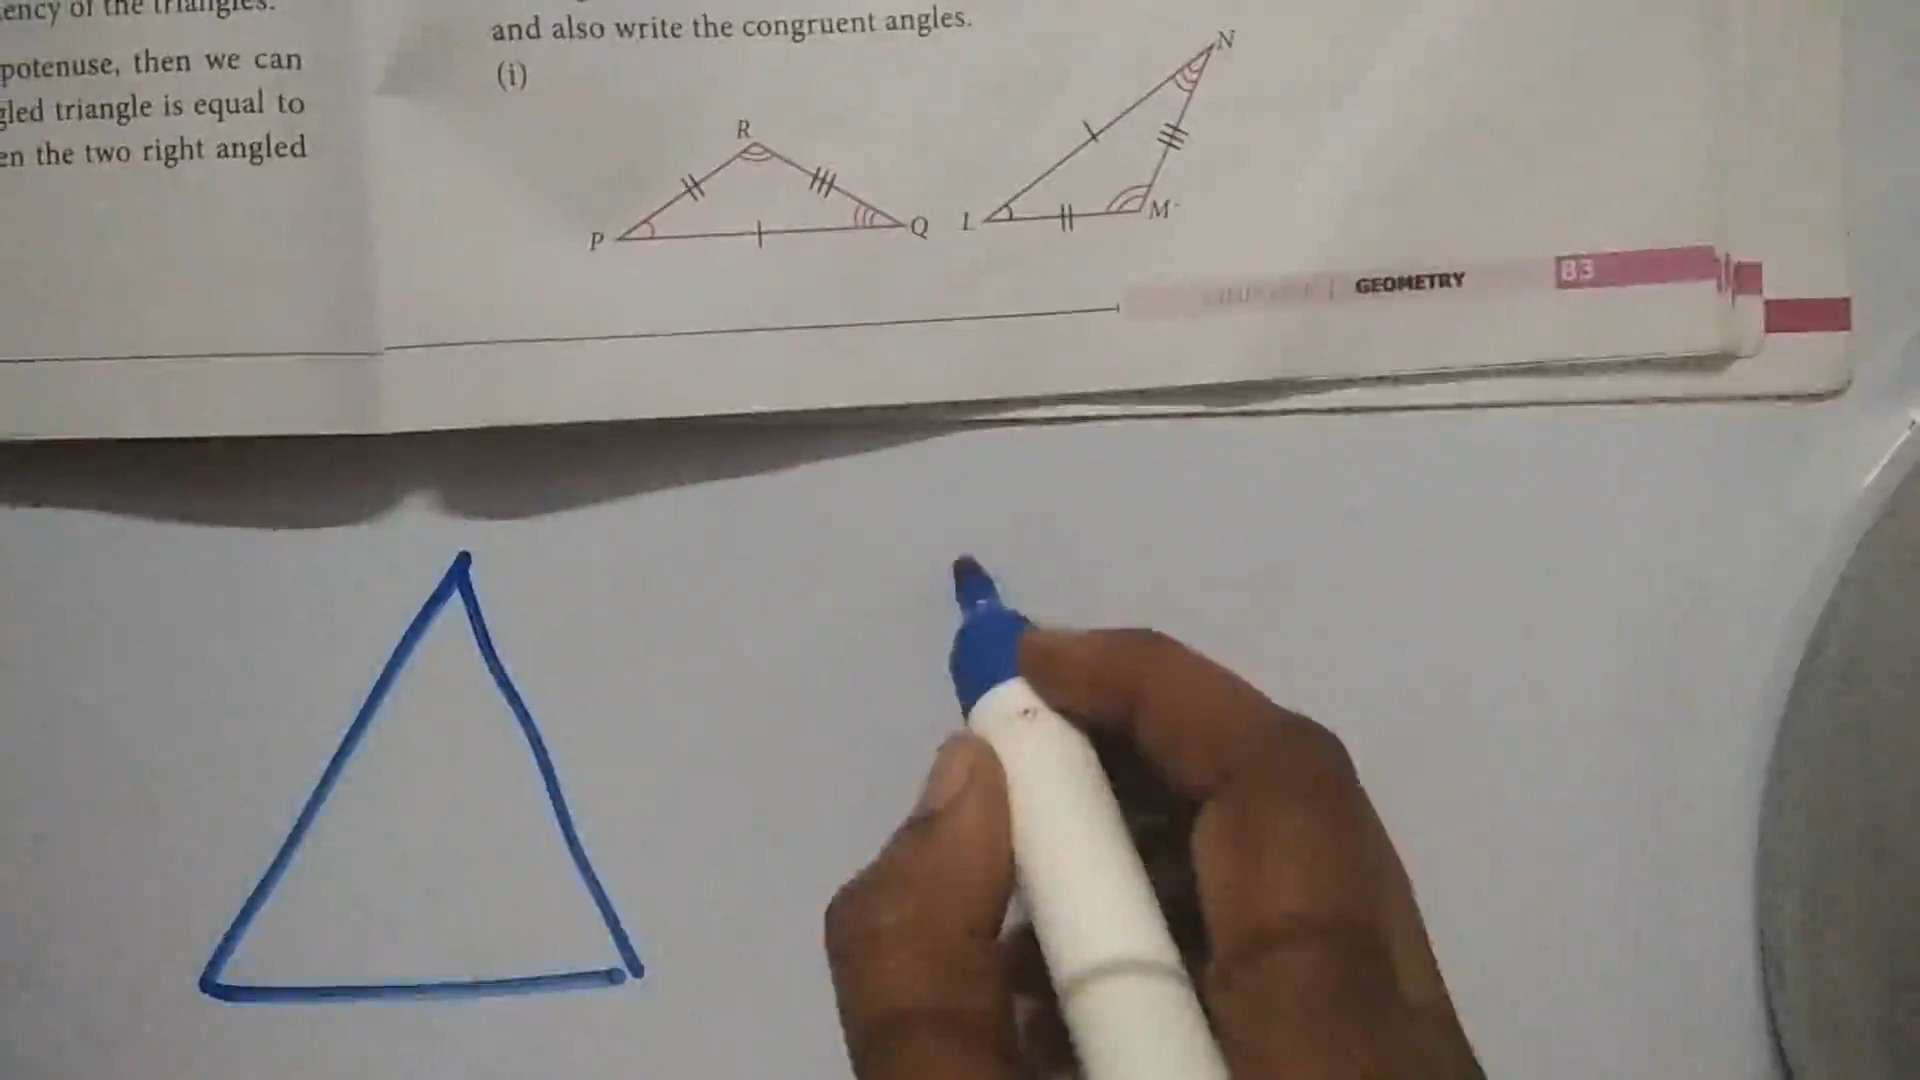 ency of the triangles.
potenuse, then we can
gled triangle is equal to
en the two right angled
and also write the congruent angles.
(i)
R
P
Q
N
L
M
GEOMETRY
83